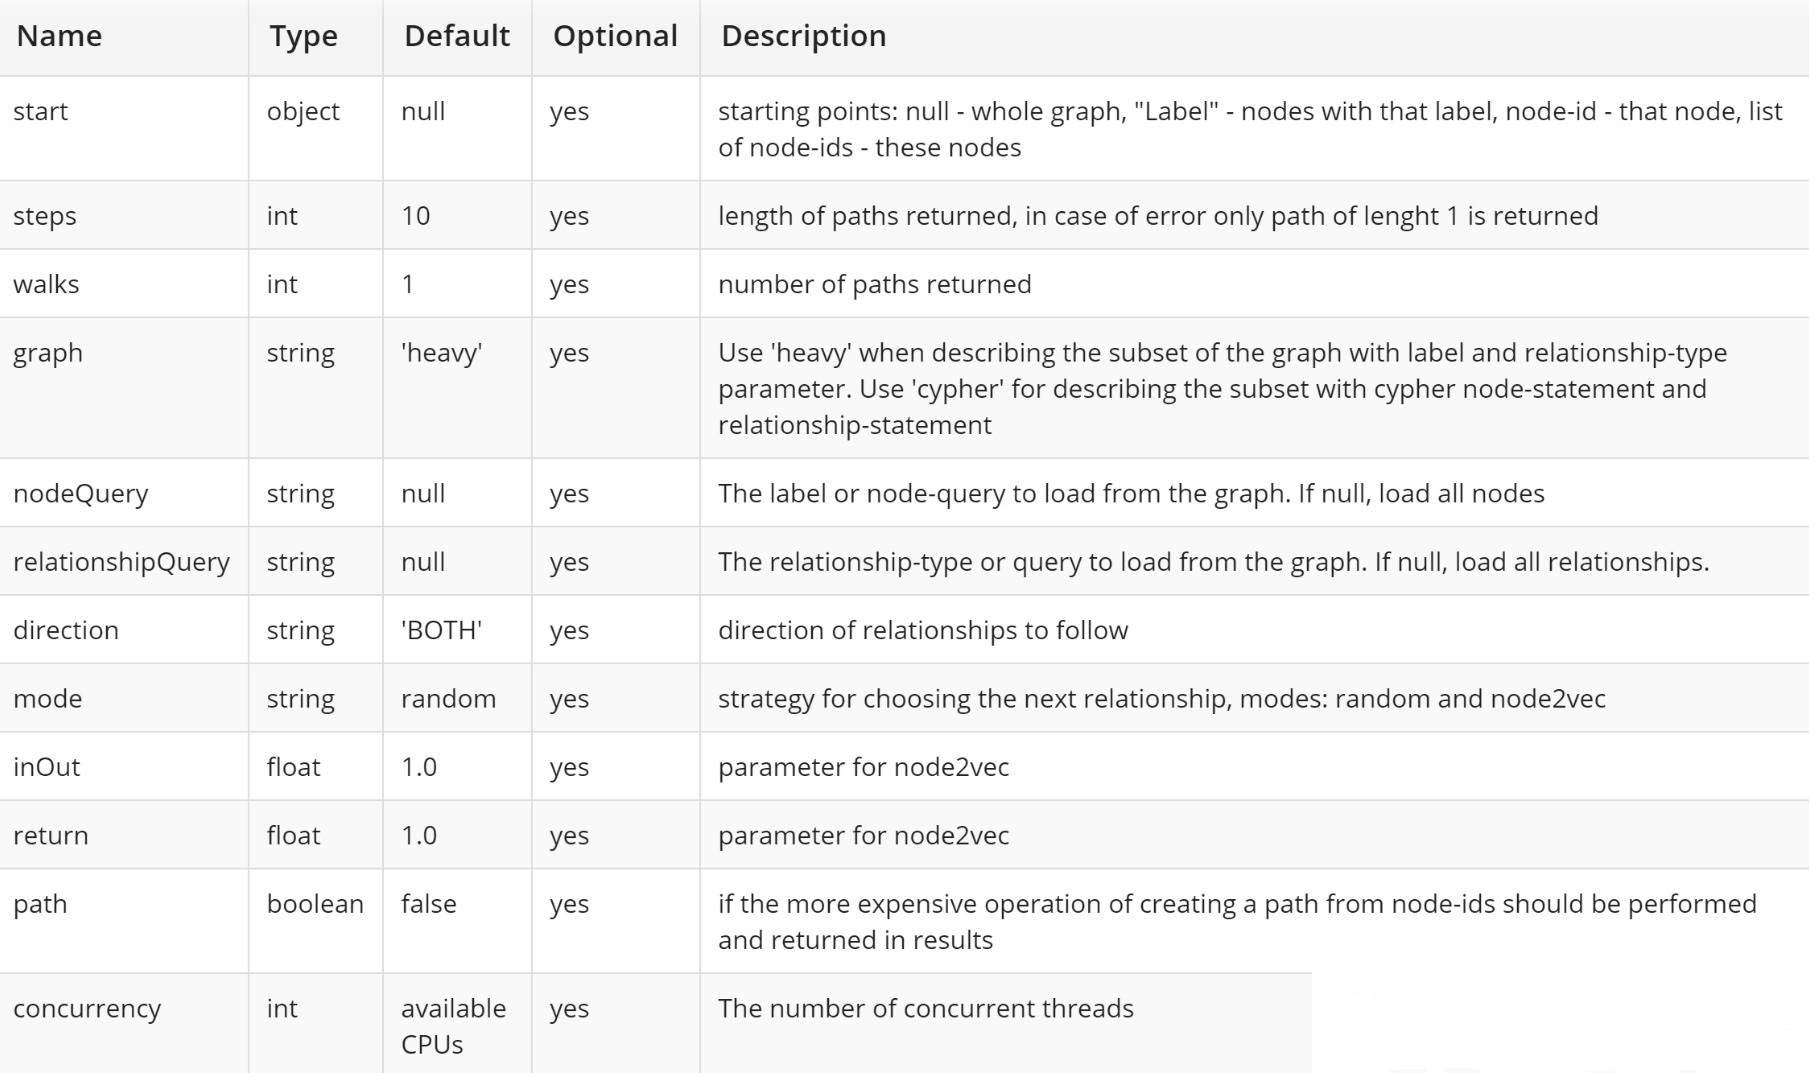 Name Type Default Optional Description
start object null yes starting points: null - whole graph, "Label" - nodes with that label, node-id - that node, list
of node-ids - these nodes
steps int 10 yes length of paths returned, in case of error only path of lenght 1 is returned
walks int 1 yes number of paths returned
graph string 'heavy' yes Use 'heavy' when describing the subset of the graph with label and relationship-type
parameter. Use 'cypher' for describing the subset with cypher node-statement and
relationship-statement
nodeQuery string null yes The label or node-query to load from the graph. If null, load all nodes
relationshipQuery string null yes The relationship-type or query to load from the graph. If null, load all relationships.
direction string 'BOTH' yes direction of relationships to follow
mode string random yes strategy for choosing the next relationship, modes: random and node2vec
inOut float 1.0 yes parameter for node2vec
return float 1.0 yes parameter for node2vec
path boolean false yes if the more expensive operation of creating a path from node-ids should be performed
and returned in results
concurrency int available yes The number of concurrent threads
CPUs